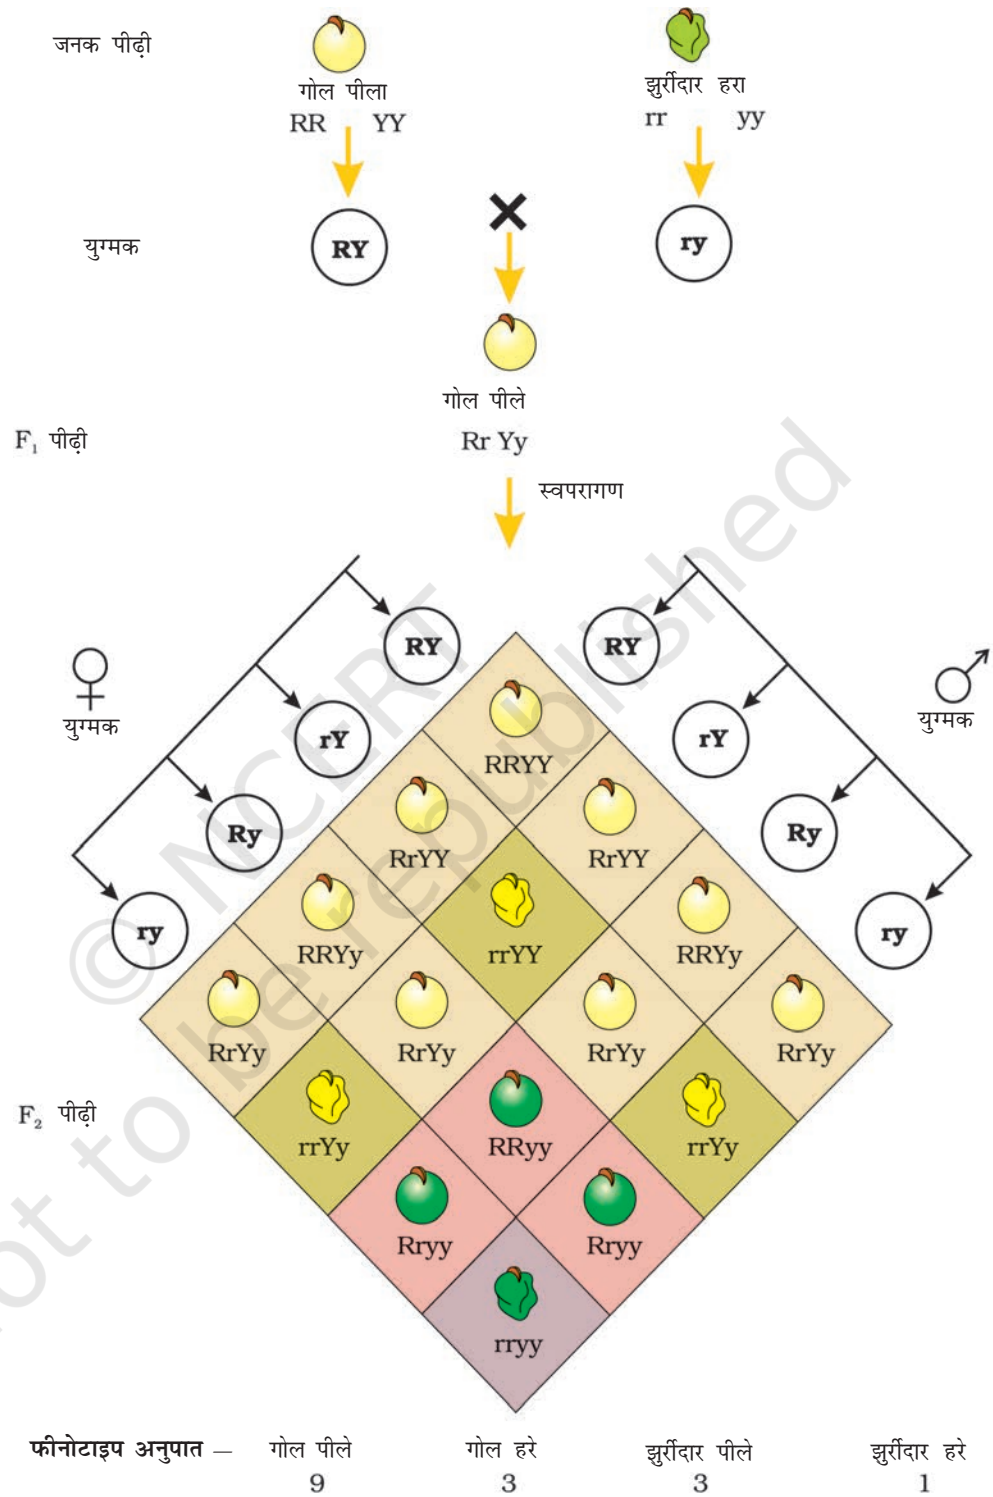 जनक पीढ़ी
गोल पीला
RR YY
झुर्रीदार हरा
rr yy
युग्मक
RY
ry
गोल पीले
F₁ पीढ़ी
Rr Yy
स्वपरागण
♀
युग्मक
RY
rY
Ry
ry
♂
युग्मक
RY
rY
Ry
ry
RRYY
RrYY RrYY
RRYy rrYY RRYy
RrYy RrYy RrYy RrYy
F₂ पीढ़ी
rrYy RRyy rrYy
Rryy Rryy
rryy
फीनोटाइप अनुपात — गोल पीले गोल हरे झुर्रीदार पीले झुर्रीदार हरे
9 3 3 1
© NCERT
not to be republished